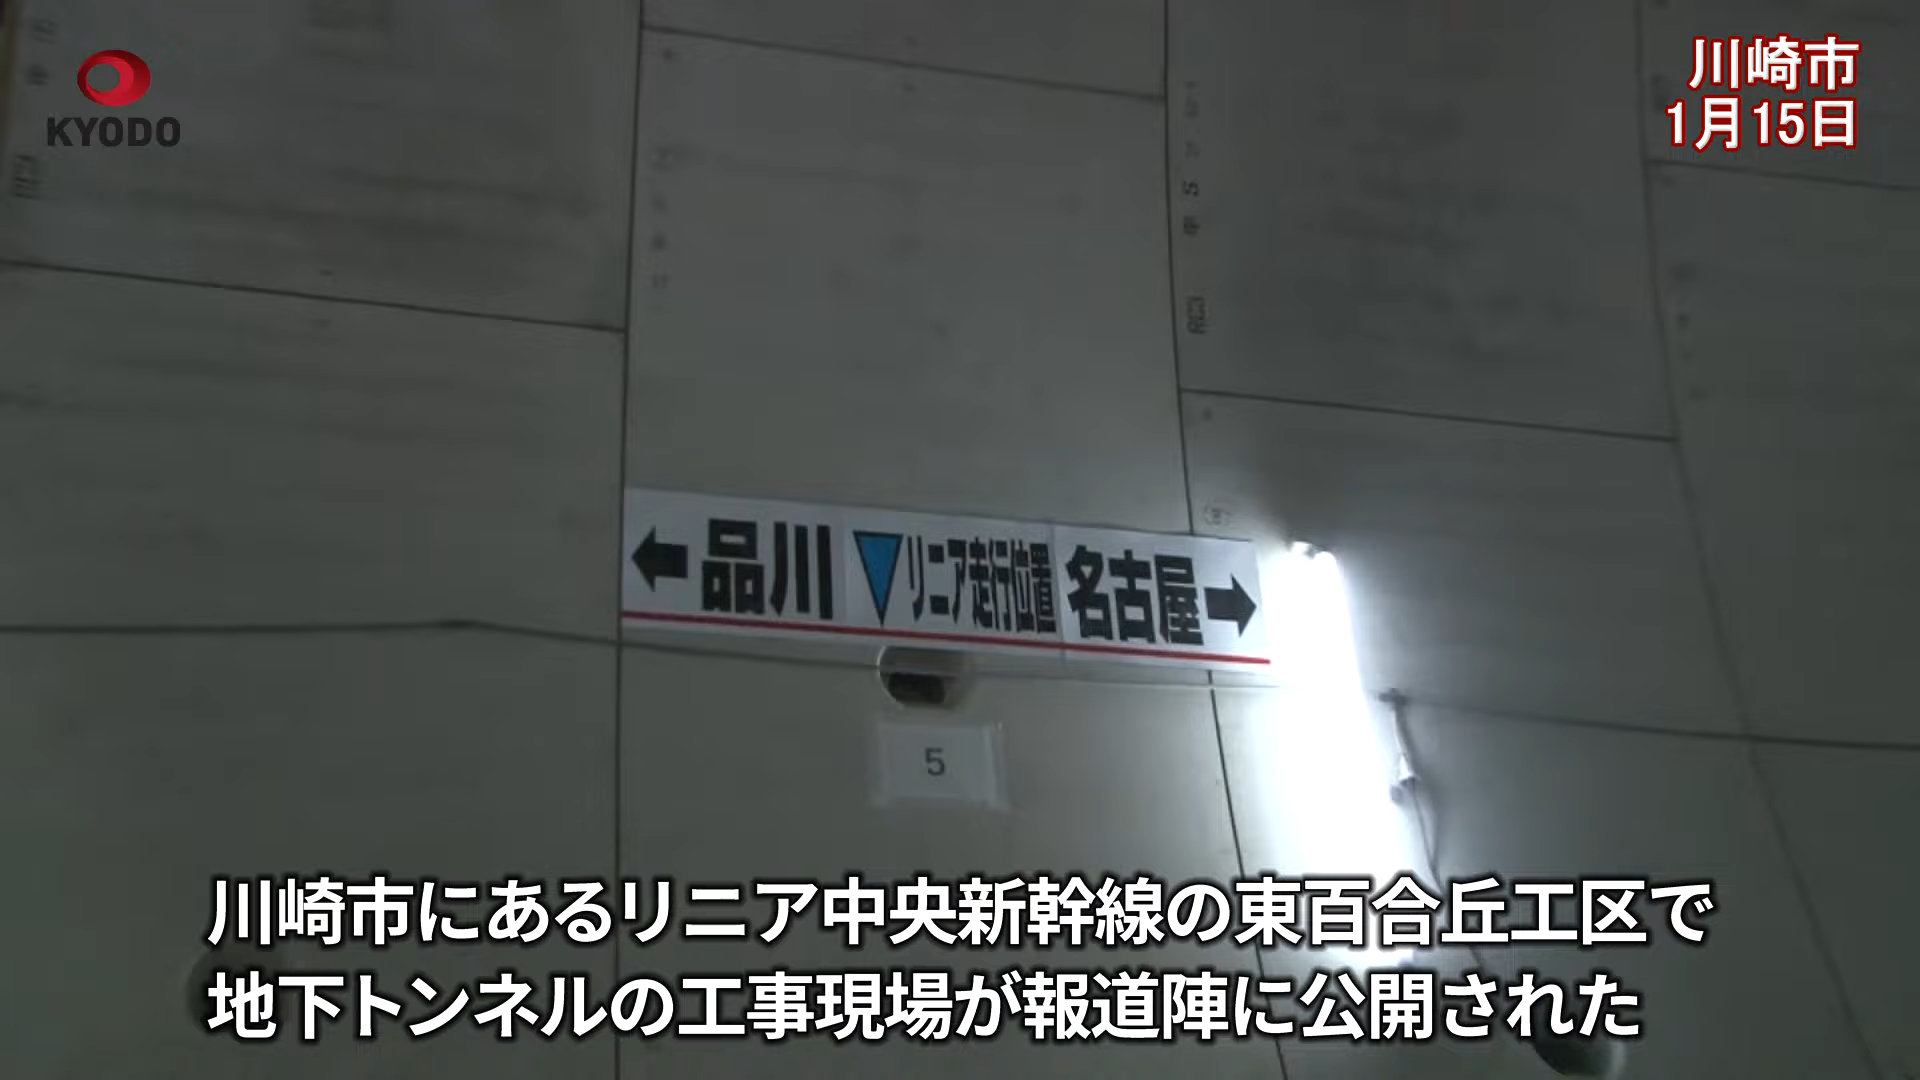 KYODO
川崎市
1月15日
RC3
←品川 ▼リニア走行位置 名古屋→
5
川崎市にあるリニア中央新幹線の東百合丘工区で
地下トンネルの工事現場が報道陣に公開された